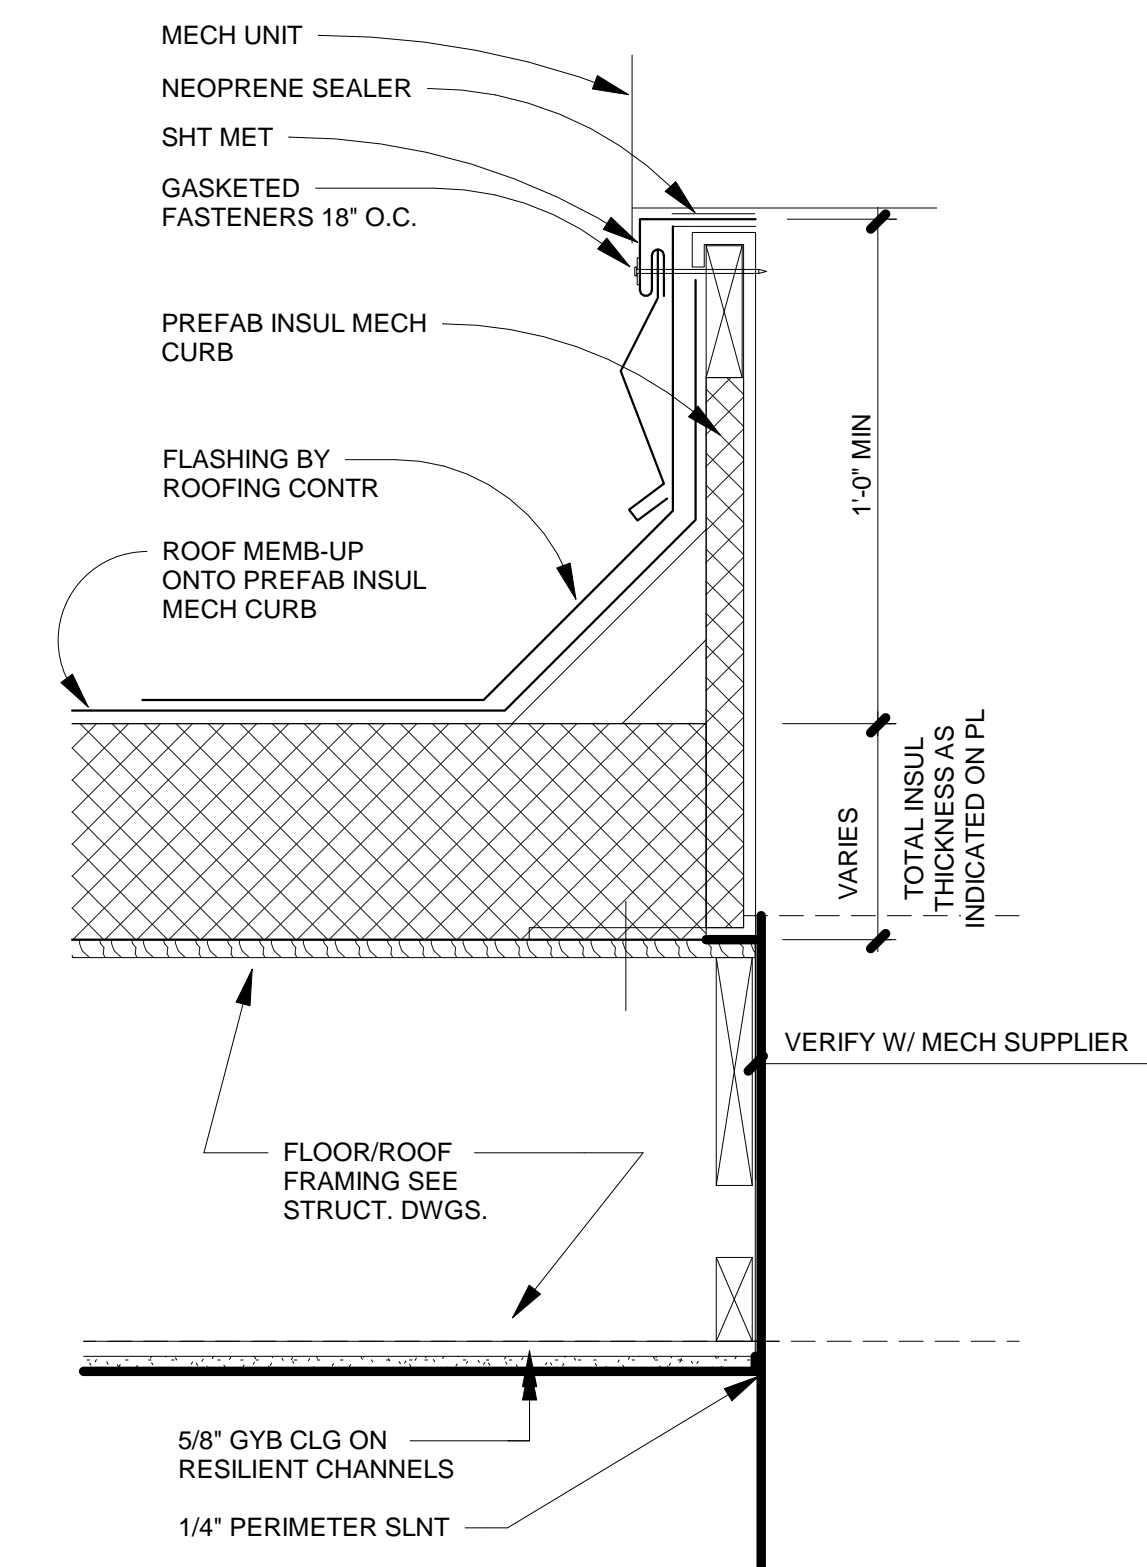 MECH UNIT
NEOPRENE SEALER
SHT MET
GASKETED
FASTENERS 18" O.C.
PREFAB INSUL MECH
CURB
FLASHING BY
ROOFING CONTR
ROOF MEMB-UP
ONTO PREFAB INSUL
MECH CURB
1'-0" MIN
VARIES
TOTAL INSUL
THICKNESS AS
INDICATED ON PL
VERIFY W/ MECH SUPPLIER
FLOOR/ROOF
FRAMING SEE
STRUCT. DWGS.
5/8" GYB CLG ON
RESILIENT CHANNELS
1/4" PERIMETER SLNT